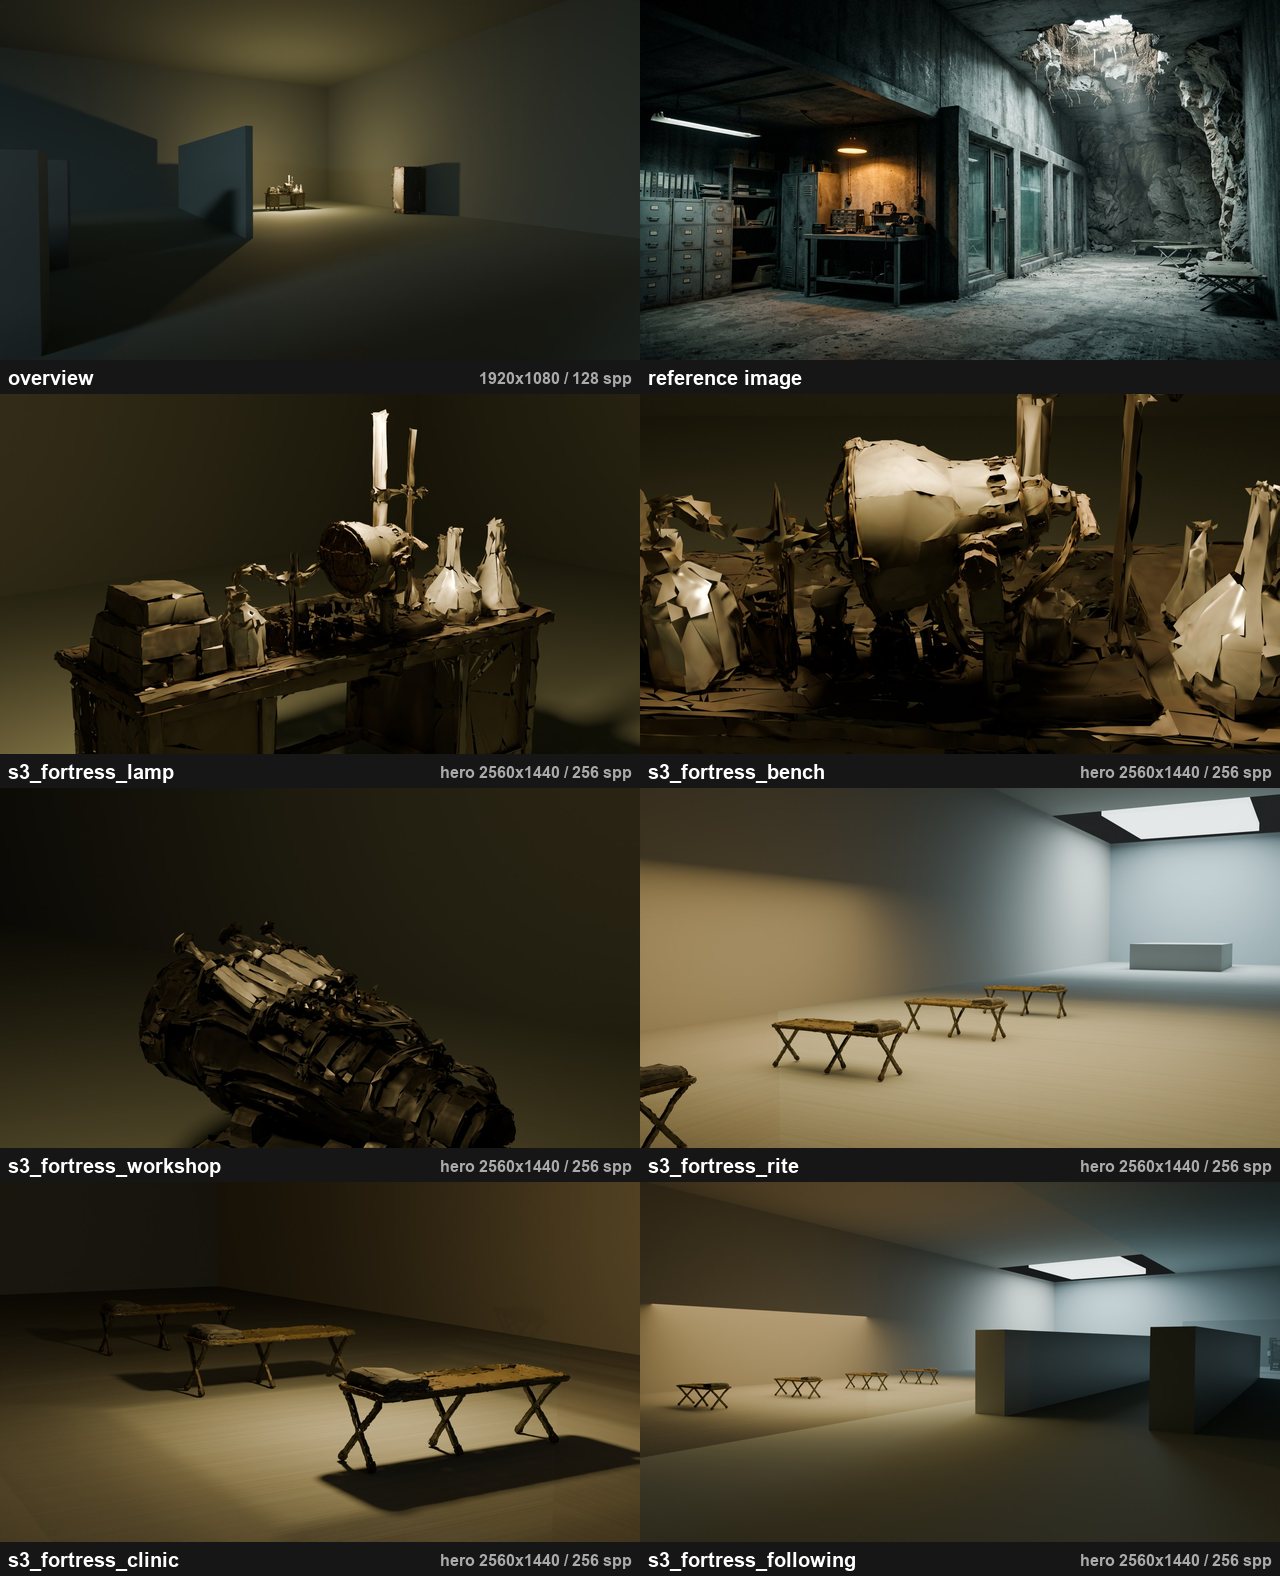 overview 1920x1080 / 128 spp
reference image
s3_fortress_lamp hero 2560x1440 / 256 spp
s3_fortress_bench hero 2560x1440 / 256 spp
s3_fortress_workshop hero 2560x1440 / 256 spp
s3_fortress_rite hero 2560x1440 / 256 spp
s3_fortress_clinic hero 2560x1440 / 256 spp
s3_fortress_following hero 2560x1440 / 256 spp